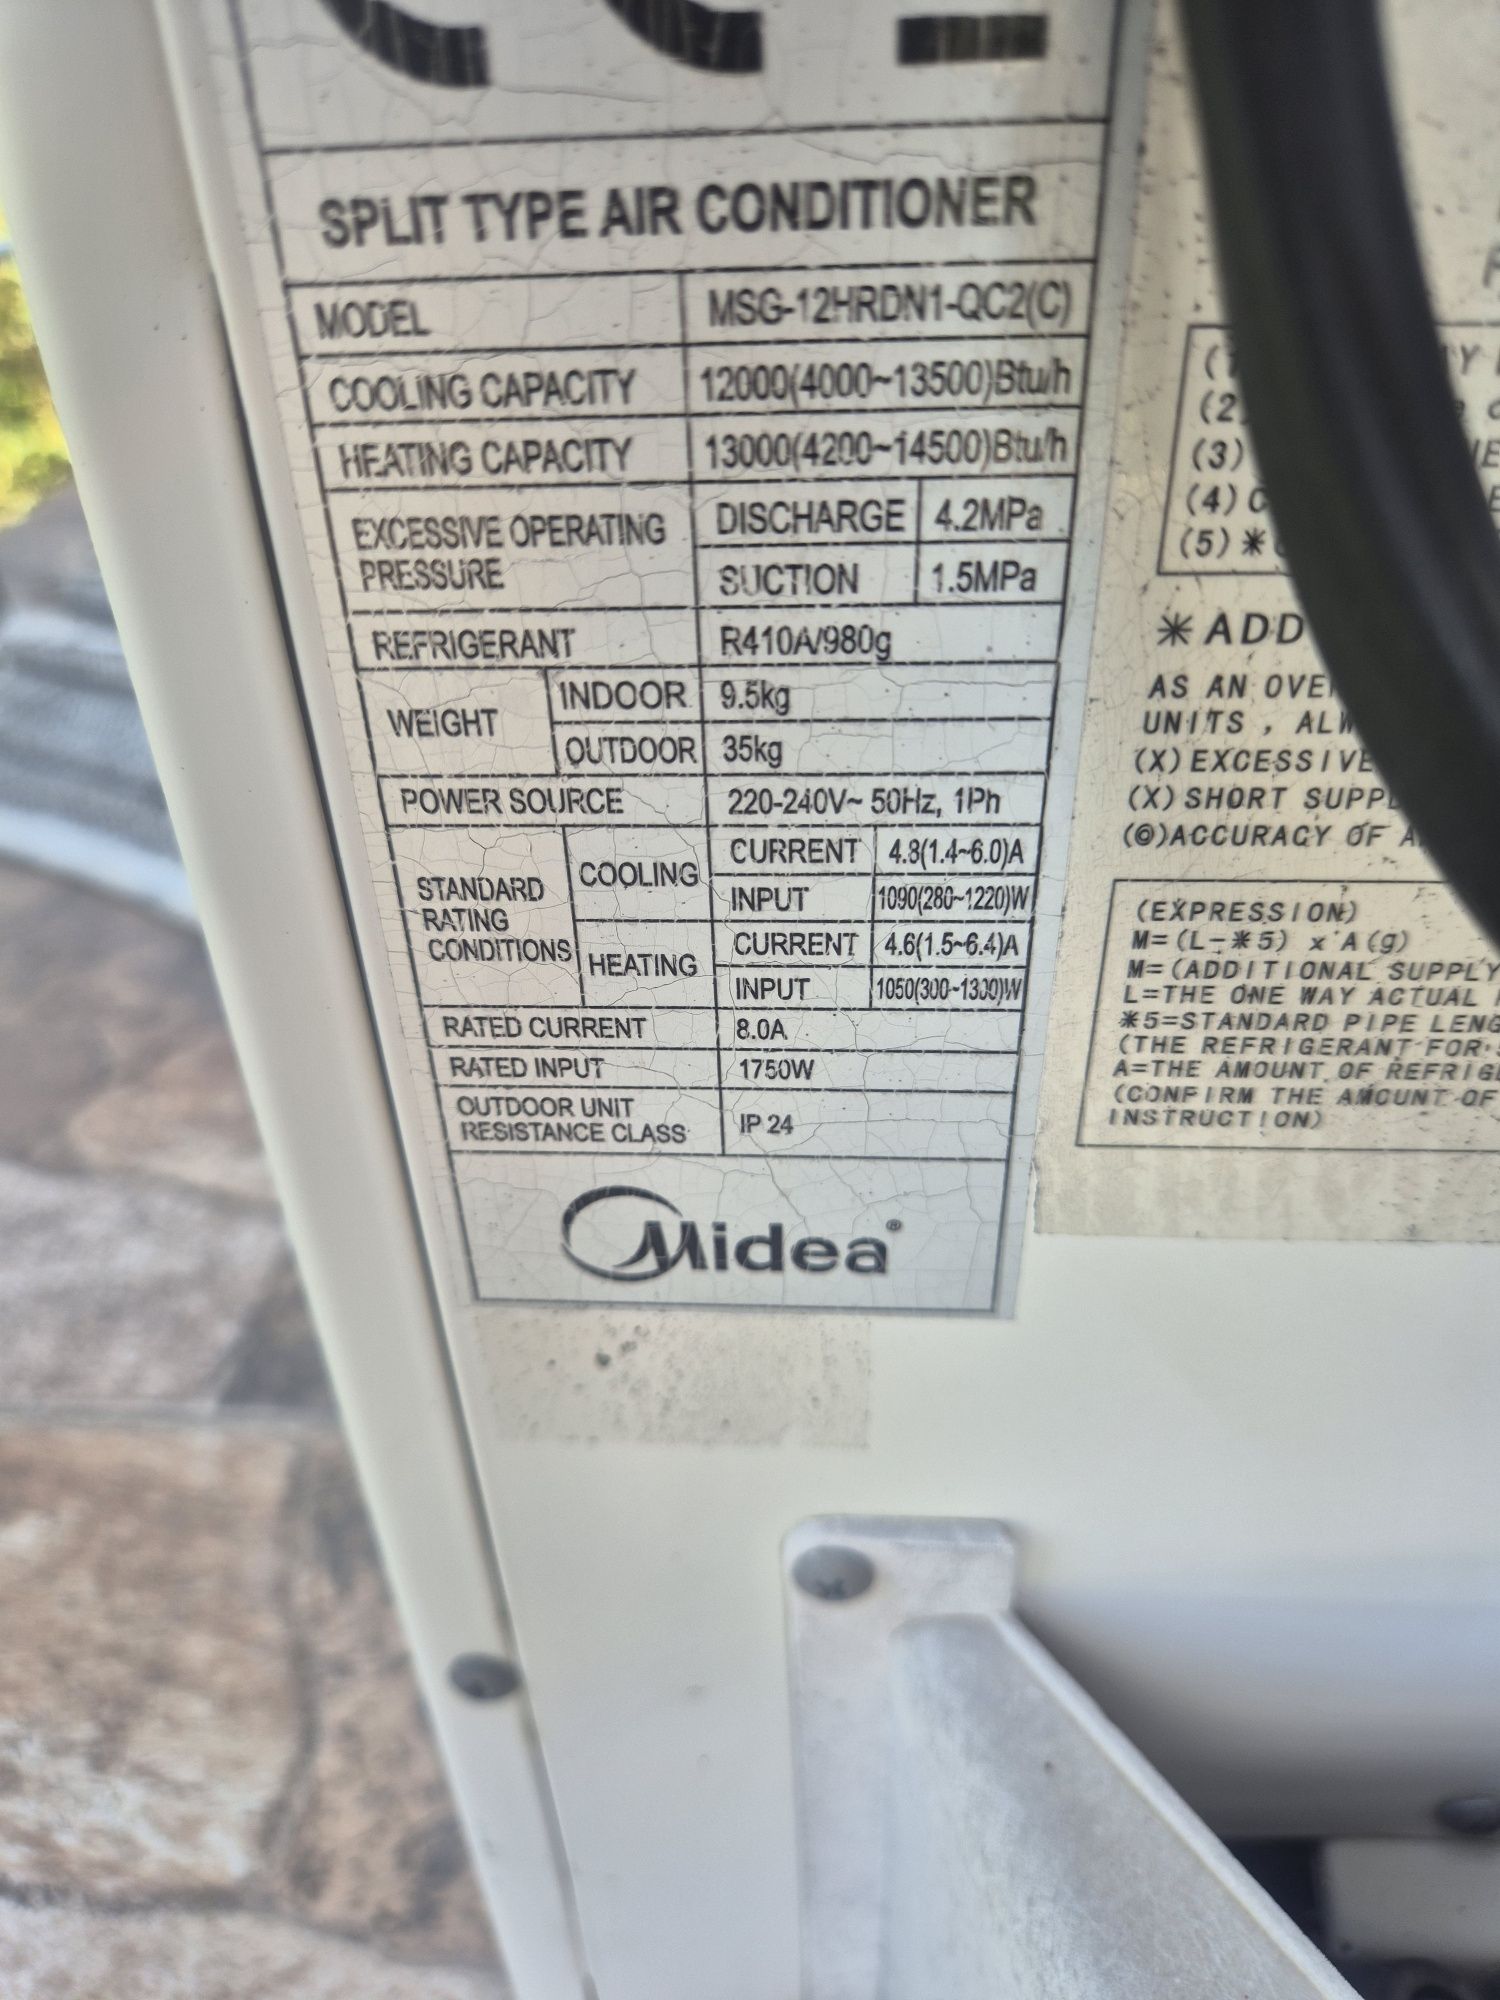 SPLIT TYPE AIR CONDITIONER
MODEL MSG-12HRDN1-QC2(C)
COOLING CAPACITY 12000(4000~13500)Btu/h
HEATING CAPACITY 13000(4200~14500)Btu/h
EXCESSIVE OPERATING PRESSURE DISCHARGE 4.2MPa
SUCTION 1.5MPa
REFRIGERANT R410A/980g
WEIGHT INDOOR 9.5kg
OUTDOOR 35kg
POWER SOURCE 220-240V~ 50Hz, 1Ph
STANDARD RATING CONDITIONS COOLING CURRENT 4.8(1.4~6.0)A
INPUT 1090(280~1220)W
HEATING CURRENT 4.6(1.5~6.4)A
INPUT 1050(300~1300)W
RATED CURRENT 8.0A
RATED INPUT 1750W
OUTDOOR UNIT RESISTANCE CLASS IP 24
Midea®
(2)
(3)
(4)
(5) *
* ADD
AS AN
UNITS ,
(X) EXCESSIVE
(X) SHORT
(©) ACCURACY OF
(EXPRESSION)
M= (L-*5) x A (g)
M= (ADDITIONAL SUPPLY
L=THE ONE WAY ACTUAL
*5=STANDARD PIPE
(THE REFRIGERANT FOR
A=THE AMOUNT OF
(CONFIRM THE AMOUNT OF
INSTRUCTION)